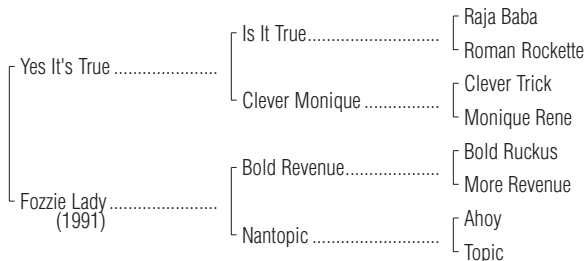 Raja Baba
Is It True
Roman Rockette
Yes It's True
Clever Trick
Clever Monique
Monique Rene
Bold Ruckus
Bold Revenue
More Revenue
Fozzie Lady
(1991)
Ahoy
Nantopic
Topic